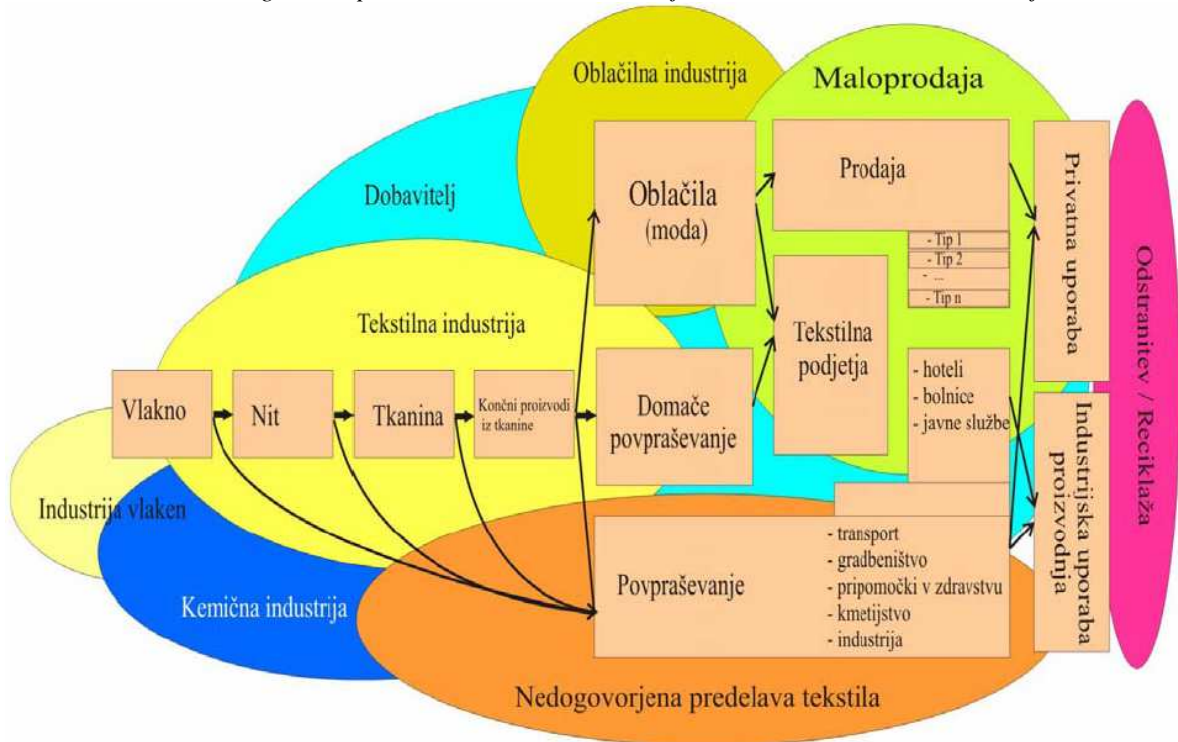 Oblačilna industrija
Maloprodaja
Dobavitelj
Oblačila
(moda)
Prodaja
- Tip 1
- Tip 2
- ...
- Tip n
Privatna uporaba
Odstranitev / Reciklaža
Tekstilna industrija
Tekstilna
podjetja
Vlakno
Nit
Tkanina
Končni proizvodi
iz tkanine
Domače
povpraševanje
- hoteli
- bolnice
- javne službe
Industrijska uporaba
proizvodnja
Industrija vlaken
Kemična industrija
Povpraševanje
- transport
- gradbeništvo
- pripomočki v zdravstvu
- kmetijstvo
- industrija
Nedogovorjena predelava tekstila